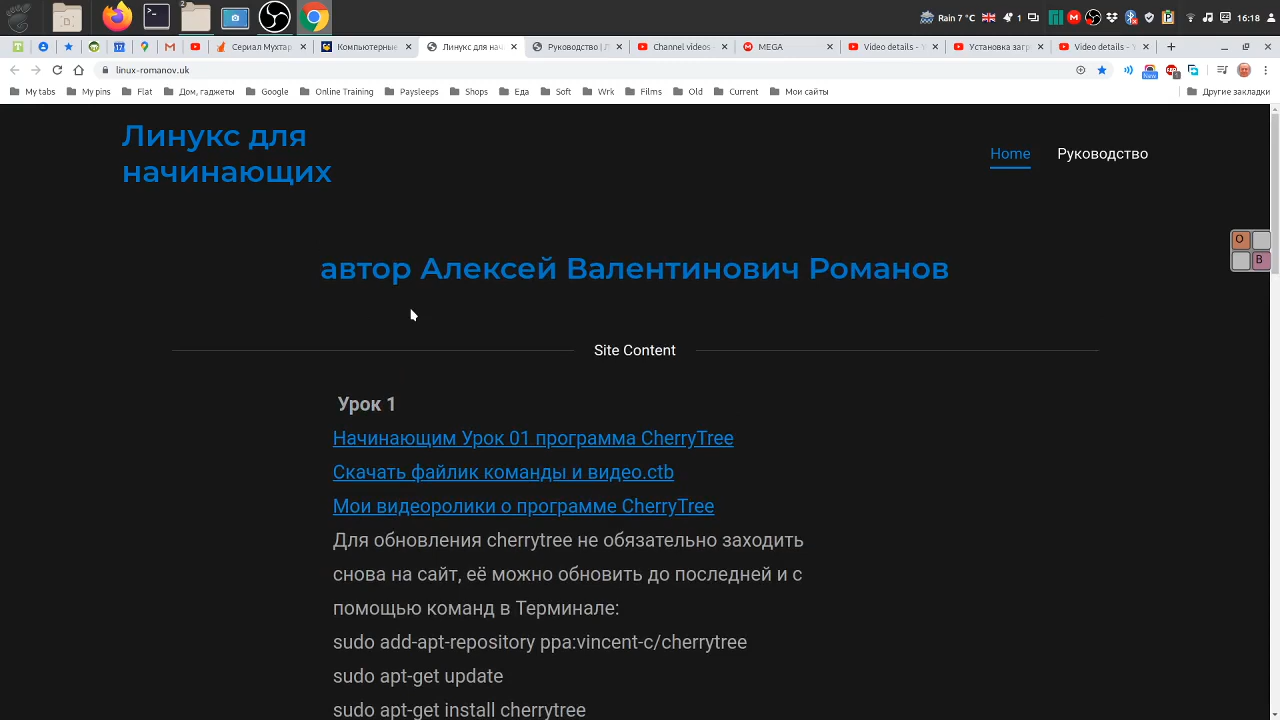 Rain 7 °C
1
16:18
Сериал Мухтар
Компьютерные
Линукс для нач
Руководство | Л
Channel videos -
MEGA
Video details - Y
Установка загр
Video details - Y
linux-romanov.uk
New
My tabs
My pins
Flat
Дом, гаджеты
Google
Online Training
Paysleeps
Shops
Еда
Soft
Wrk
Films
Old
Current
Мои сайты
Другие закладки
Линукс для
начинающих
Home
Руководство
O
B
автор Алексей Валентинович Романов
Site Content
Урок 1
Начинающим Урок 01 программа CherryTree
Скачать файлик команды и видео.ctb
Мои видеоролики о программе CherryTree
Для обновления cherrytree не обязательно заходить
снова на сайт, её можно обновить до последней и с
помощью команд в Терминале:
sudo add-apt-repository ppa:vincent-c/cherrytree
sudo apt-get update
sudo apt-get install cherrytree